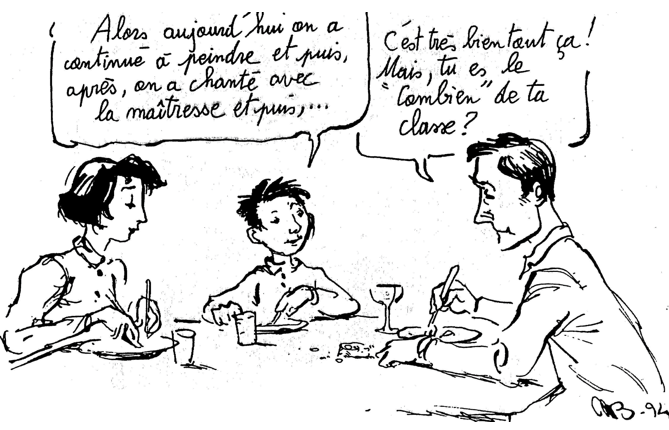 Alors aujourd'hui on a
continué à peindre et puis,
après, on a chanté avec
la maîtresse et puis,...
C'est très bien tout ça!
Mais, tu es le
"Combien" de ta
classe?